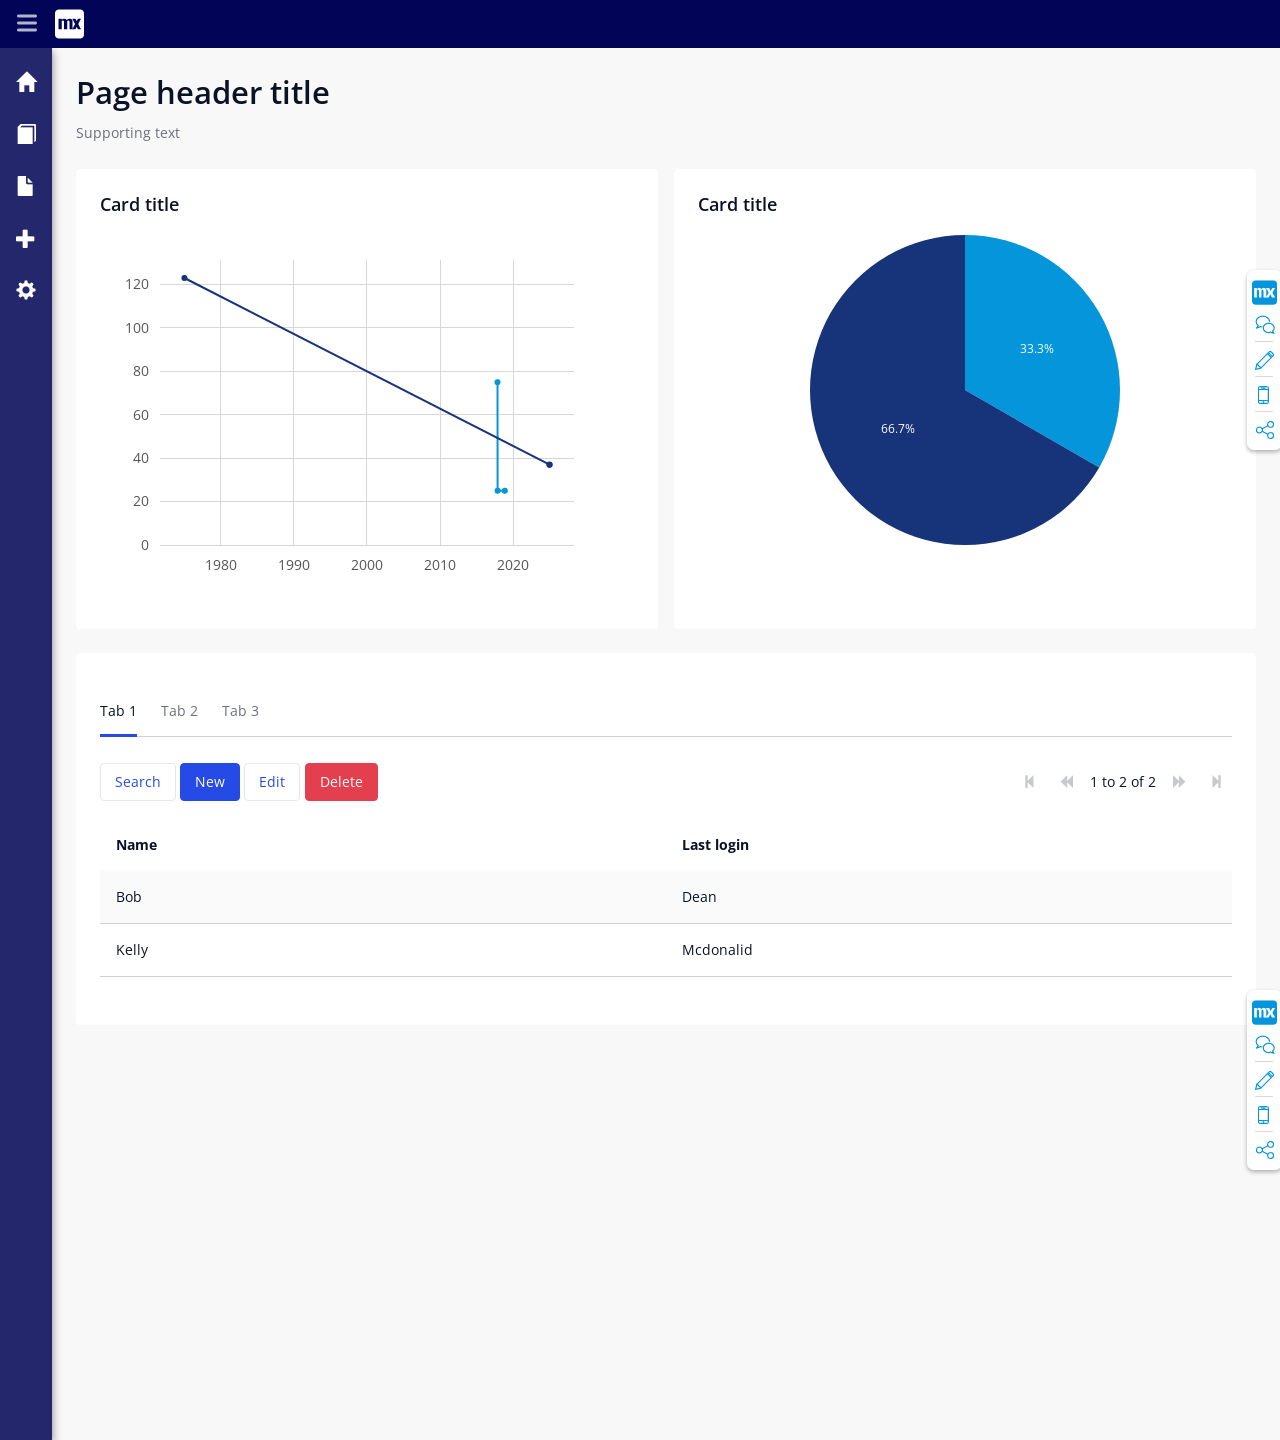 mx
Page header title
Supporting text
Card title
120
100
80
60
40
20
0
1980 1990 2000 2010 2020
Card title
33.3%
66.7%
mx
Tab 1 Tab 2 Tab 3
Search New Edit Delete 1 to 2 of 2
Name Last login
Bob Dean
Kelly Mcdonalid
mx